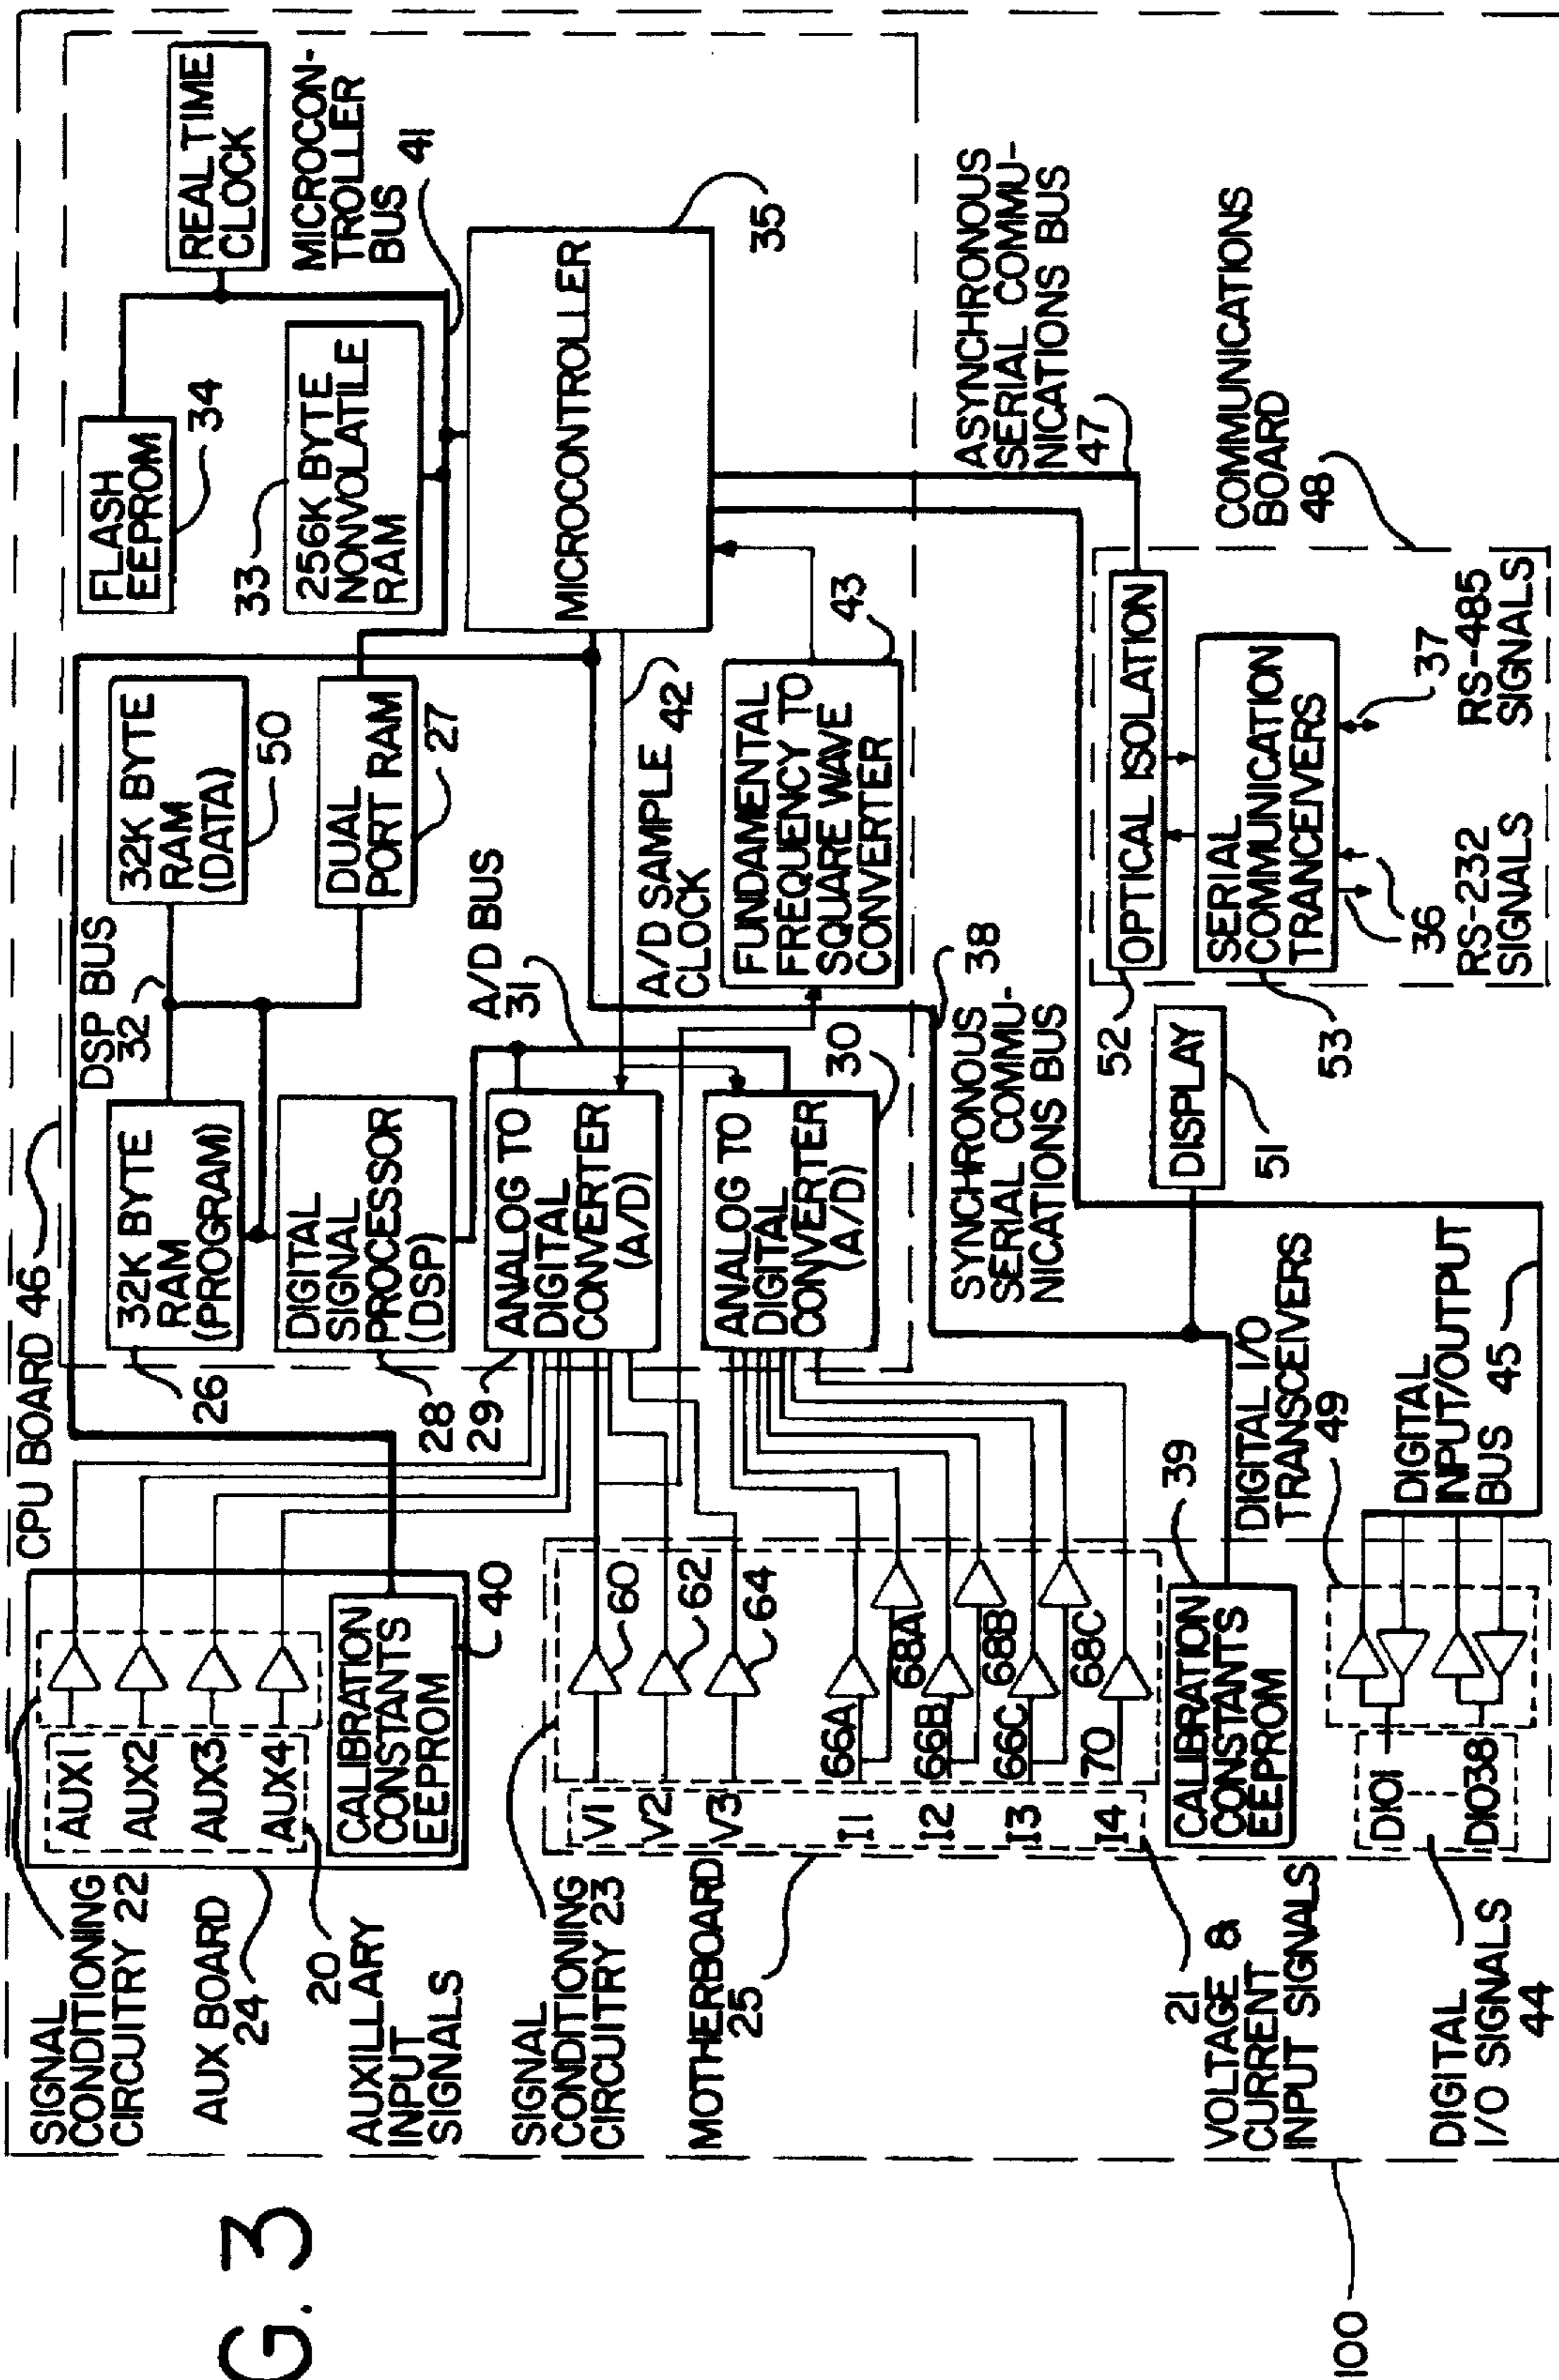 G. 3
SIGNAL
CONDITIONING
CIRCUITRY 22
AUX BOARD
24
20
AUXILLARY
INPUT
SIGNALS
AUX1
AUX2
AUX3
AUX4
CALIBRATION
CONSTANTS
EEPROM
40
CPU BOARD 46
SIGNAL
CONDITIONING
CIRCUITRY 23
MOTHERBOARD
25
21
VOLTAGE &
CURRENT
INPUT SIGNALS
V1
V2
V3
I1
I2
I3
I4
60
62
64
66A
68A
66B
68B
66C
68C
70
CALIBRATION
CONSTANTS
EEPROM
39
DIGITAL
I/O SIGNALS
44
DIO1
DIO38
DIGITAL I/O
TRANSCEIVERS
49
DIGITAL
INPUT/OUTPUT
BUS 45
32K BYTE
RAM
(PROGRAM)
26
DIGITAL
SIGNAL
PROCESSOR
(DSP)
28
29
ANALOG TO
DIGITAL
CONVERTER
(A/D)
ANALOG TO
DIGITAL
CONVERTER
(A/D)
30
DSP BUS
32
A/D BUS
31
32K BYTE
RAM
(DATA)
50
DUAL
PORT RAM
27
A/D SAMPLE
CLOCK
42
FUNDAMENTAL
FREQUENCY TO
SQUARE WAVE
CONVERTER
43
SYNCHRONOUS
SERIAL COMMU-
NICATIONS BUS
38
DISPLAY
51
FLASH
EEPROM
34
33
256K BYTE
NONVOLATILE
RAM
REAL TIME
CLOCK
MICROCON-
TROLLER
BUS
41
MICROCONTROLLER
35
ASYNCHRONOUS
SERIAL COMMU-
NICATIONS BUS
47
COMMUNICATIONS
BOARD
48
OPTICAL ISOLATION
52
SERIAL
COMMUNICATION
TRANCEIVERS
53
36
RS-232
SIGNALS
37
RS-485
SIGNALS
100